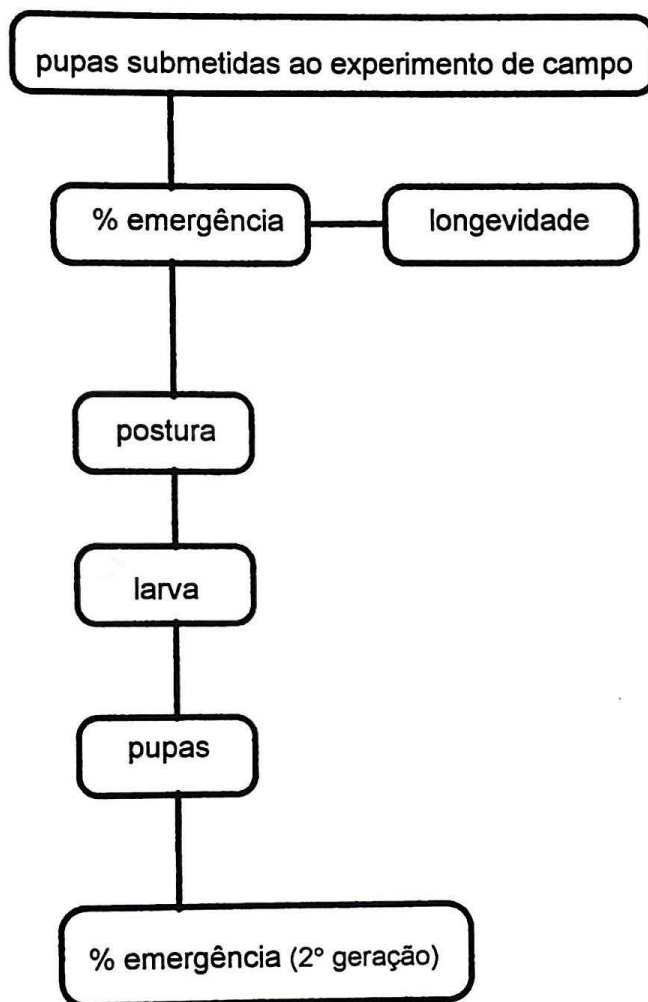 pupas submetidas ao experimento de campo
% emergência
longevidade
postura
larva
pupas
% emergência (2° geração)